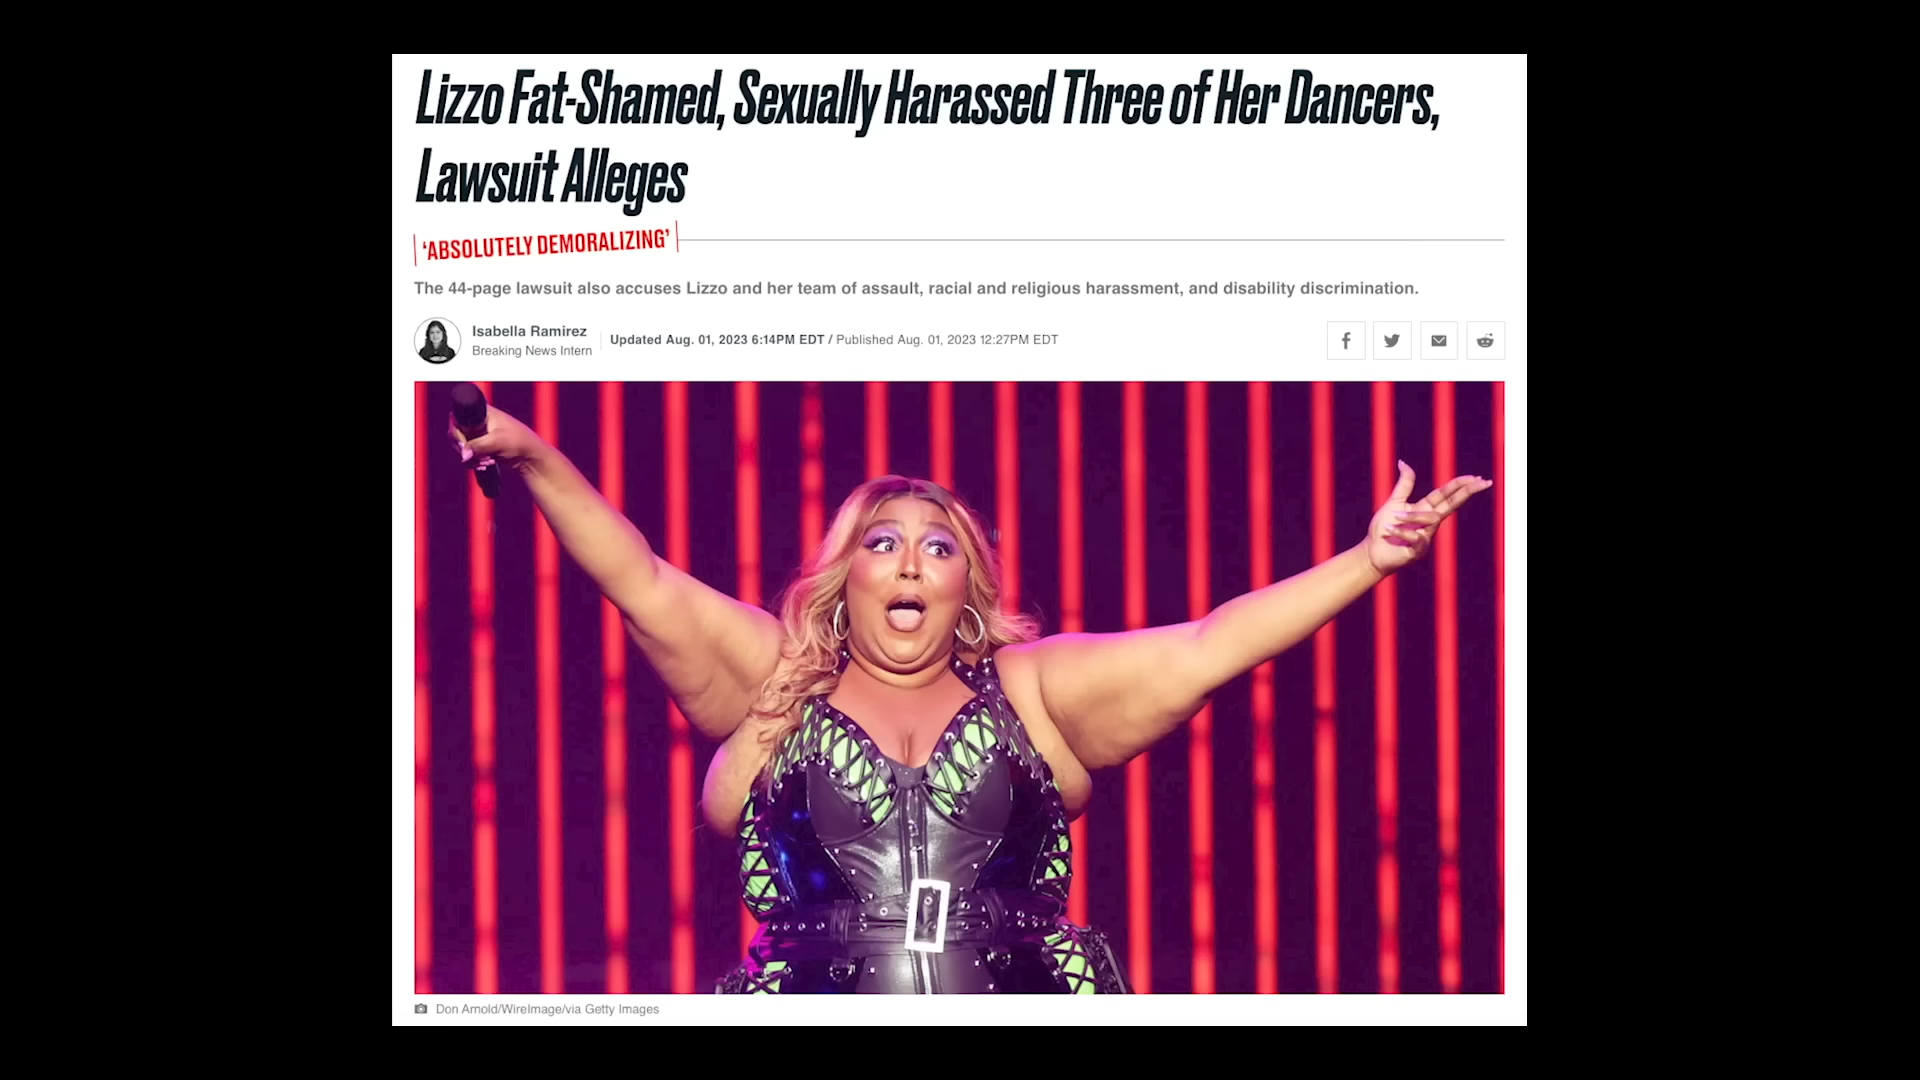 Lizzo Fat-Shamed, Sexually Harassed Three of Her Dancers,
Lawsuit Alleges
‘ABSOLUTELY DEMORALIZING’
The 44-page lawsuit also accuses Lizzo and her team of assault, racial and religious harassment, and disability discrimination.
Isabella Ramirez
Breaking News Intern
Updated Aug. 01, 2023 6:14PM EDT / Published Aug. 01, 2023 12:27PM EDT
Don Arnold/WireImage/via Getty Images